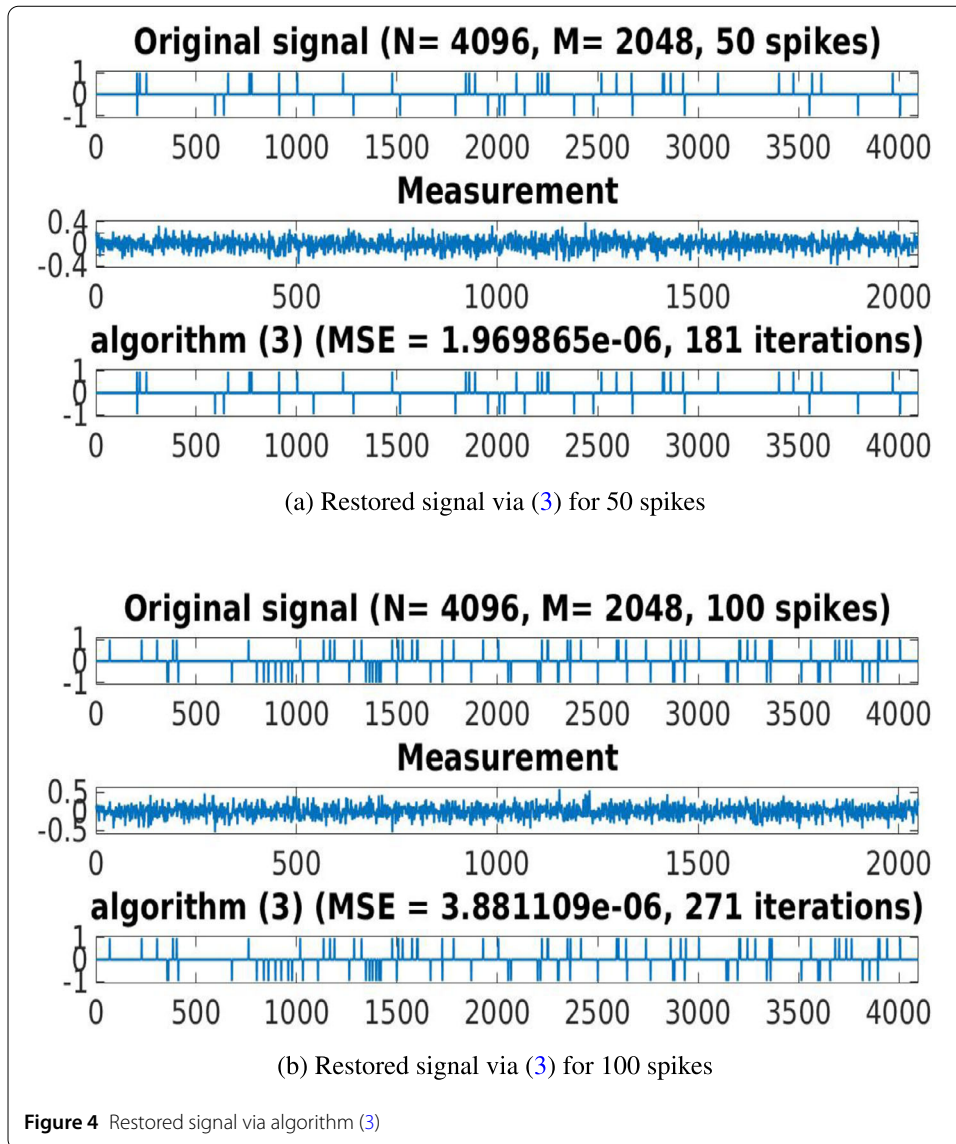 Original signal (N= 4096, M= 2048, 50 spikes)
1
0
-1
0 500 1000 1500 2000 2500 3000 3500 4000
Measurement
0.4
0
-0.4
0 500 1000 1500 2000
algorithm (3) (MSE = 1.969865e-06, 181 iterations)
1
0
-1
0 500 1000 1500 2000 2500 3000 3500 4000
(a) Restored signal via (3) for 50 spikes
Original signal (N= 4096, M= 2048, 100 spikes)
1
0
-1
0 500 1000 1500 2000 2500 3000 3500 4000
Measurement
0.5
0
-0.5
0 500 1000 1500 2000
algorithm (3) (MSE = 3.881109e-06, 271 iterations)
1
0
-1
0 500 1000 1500 2000 2500 3000 3500 4000
(b) Restored signal via (3) for 100 spikes
Figure 4 Restored signal via algorithm (3)